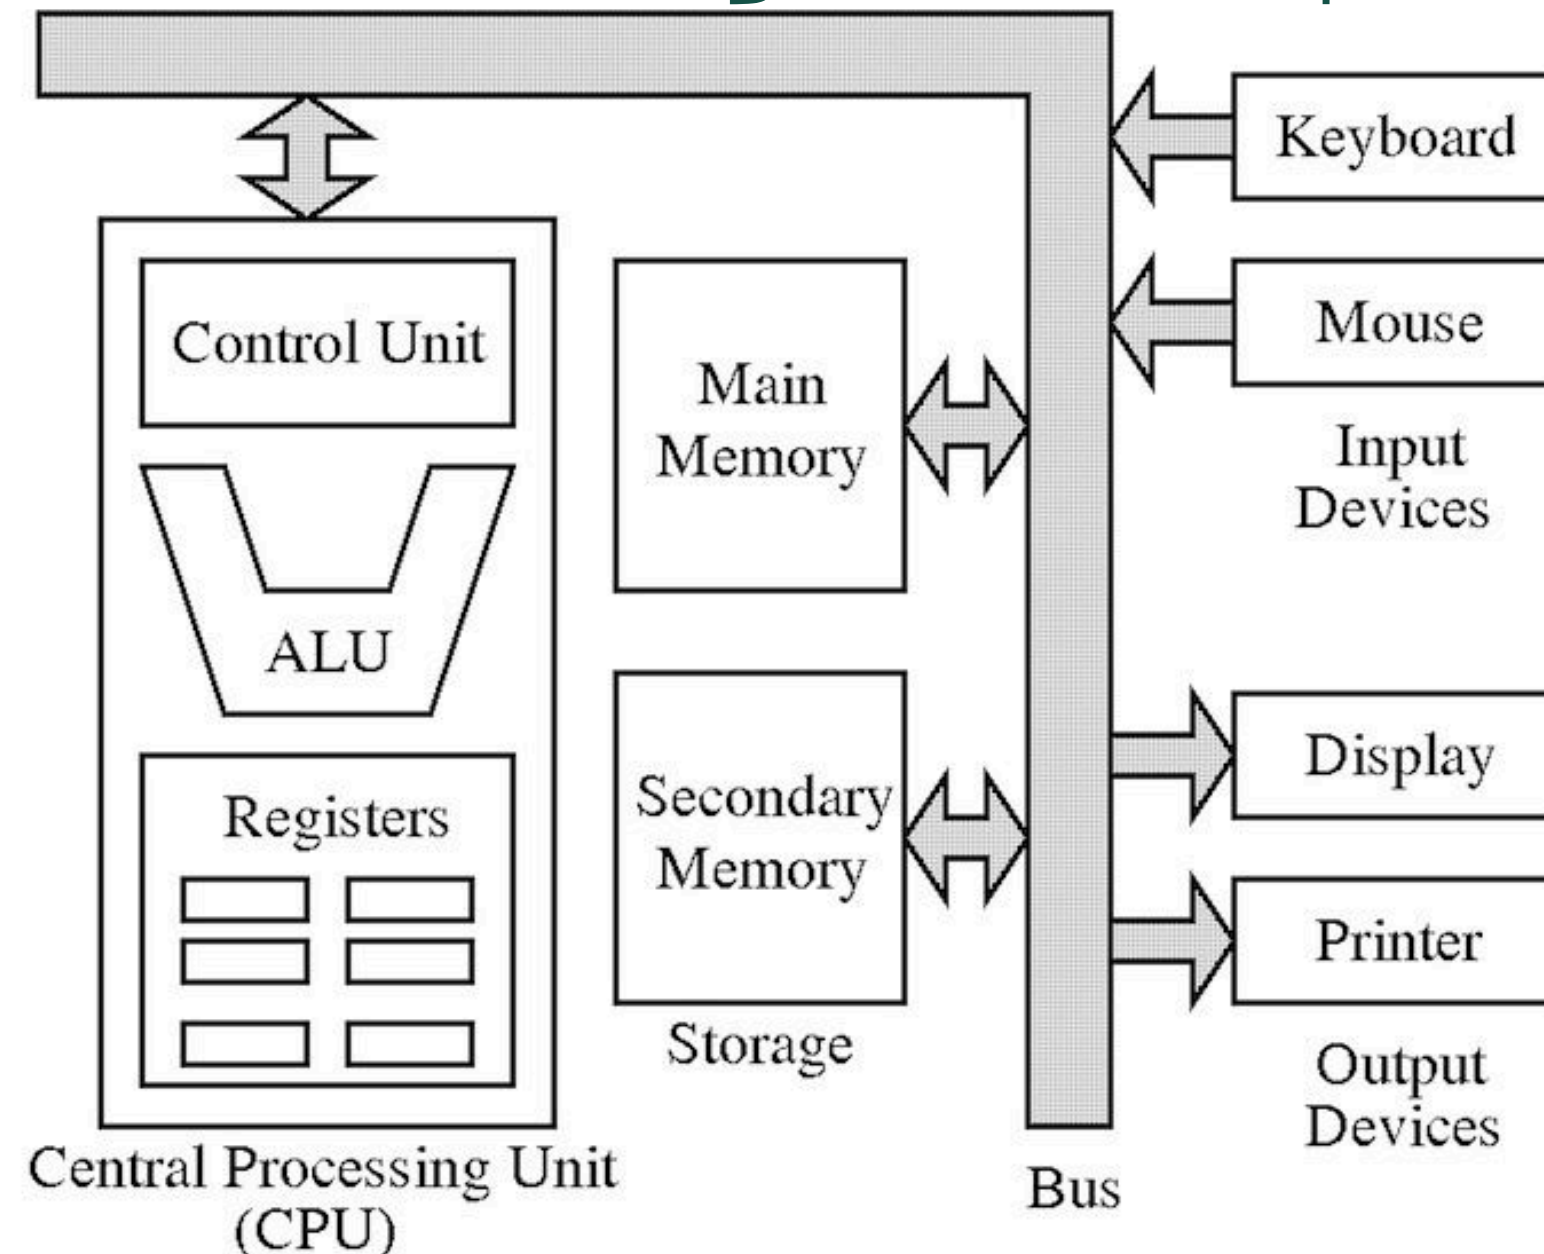 Keyboard
Control Unit
Mouse
Main
Memory
Input
Devices
ALU
Registers
Secondary
Memory
Display
Printer
Storage
Output
Devices
Central Processing Unit
(CPU)
Bus